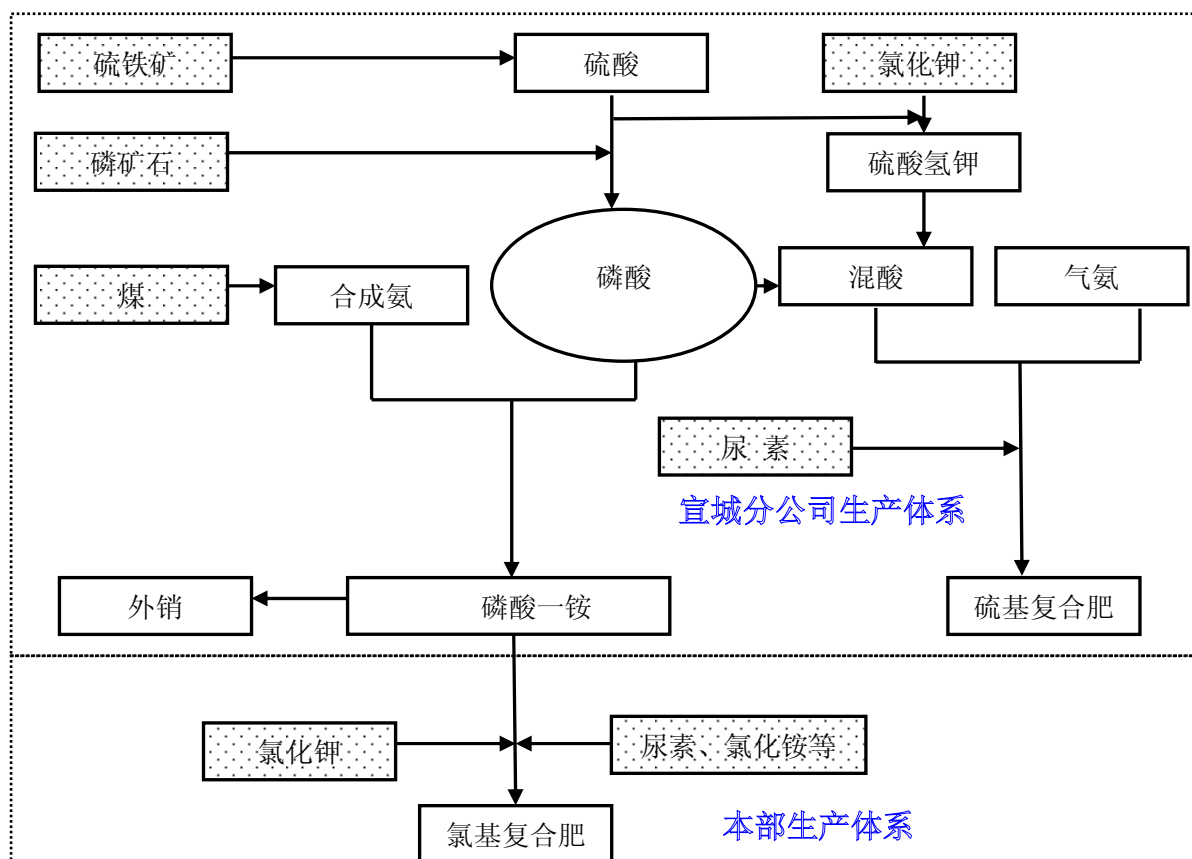 硫铁矿
硫酸
氯化钾
磷矿石
硫酸氢钾
煤
合成氨
磷酸
混酸
气氨
尿 素
宣城分公司生产体系
外销
磷酸一铵
硫基复合肥
氯化钾
尿素、氯化铵等
氯基复合肥
本部生产体系